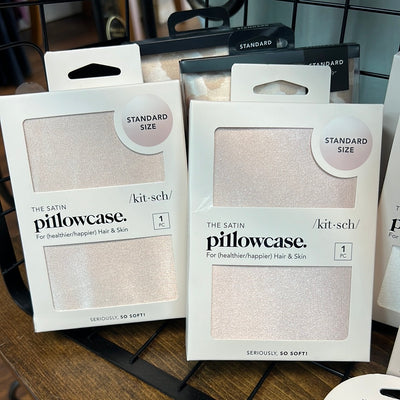 STANDARD
STANDARD
STANDARD
SIZE
THE SATIN
/kit·sch/
pillowcase.
1
PC
For (healthier/happier) Hair & Skin
SERIOUSLY, SO SOFT!
STANDARD
SIZE
THE SATIN
/kit·sch/
pillowcase.
1
PC
For (healthier/happier) Hair & Skin
SERIOUSLY, SO SOFT!